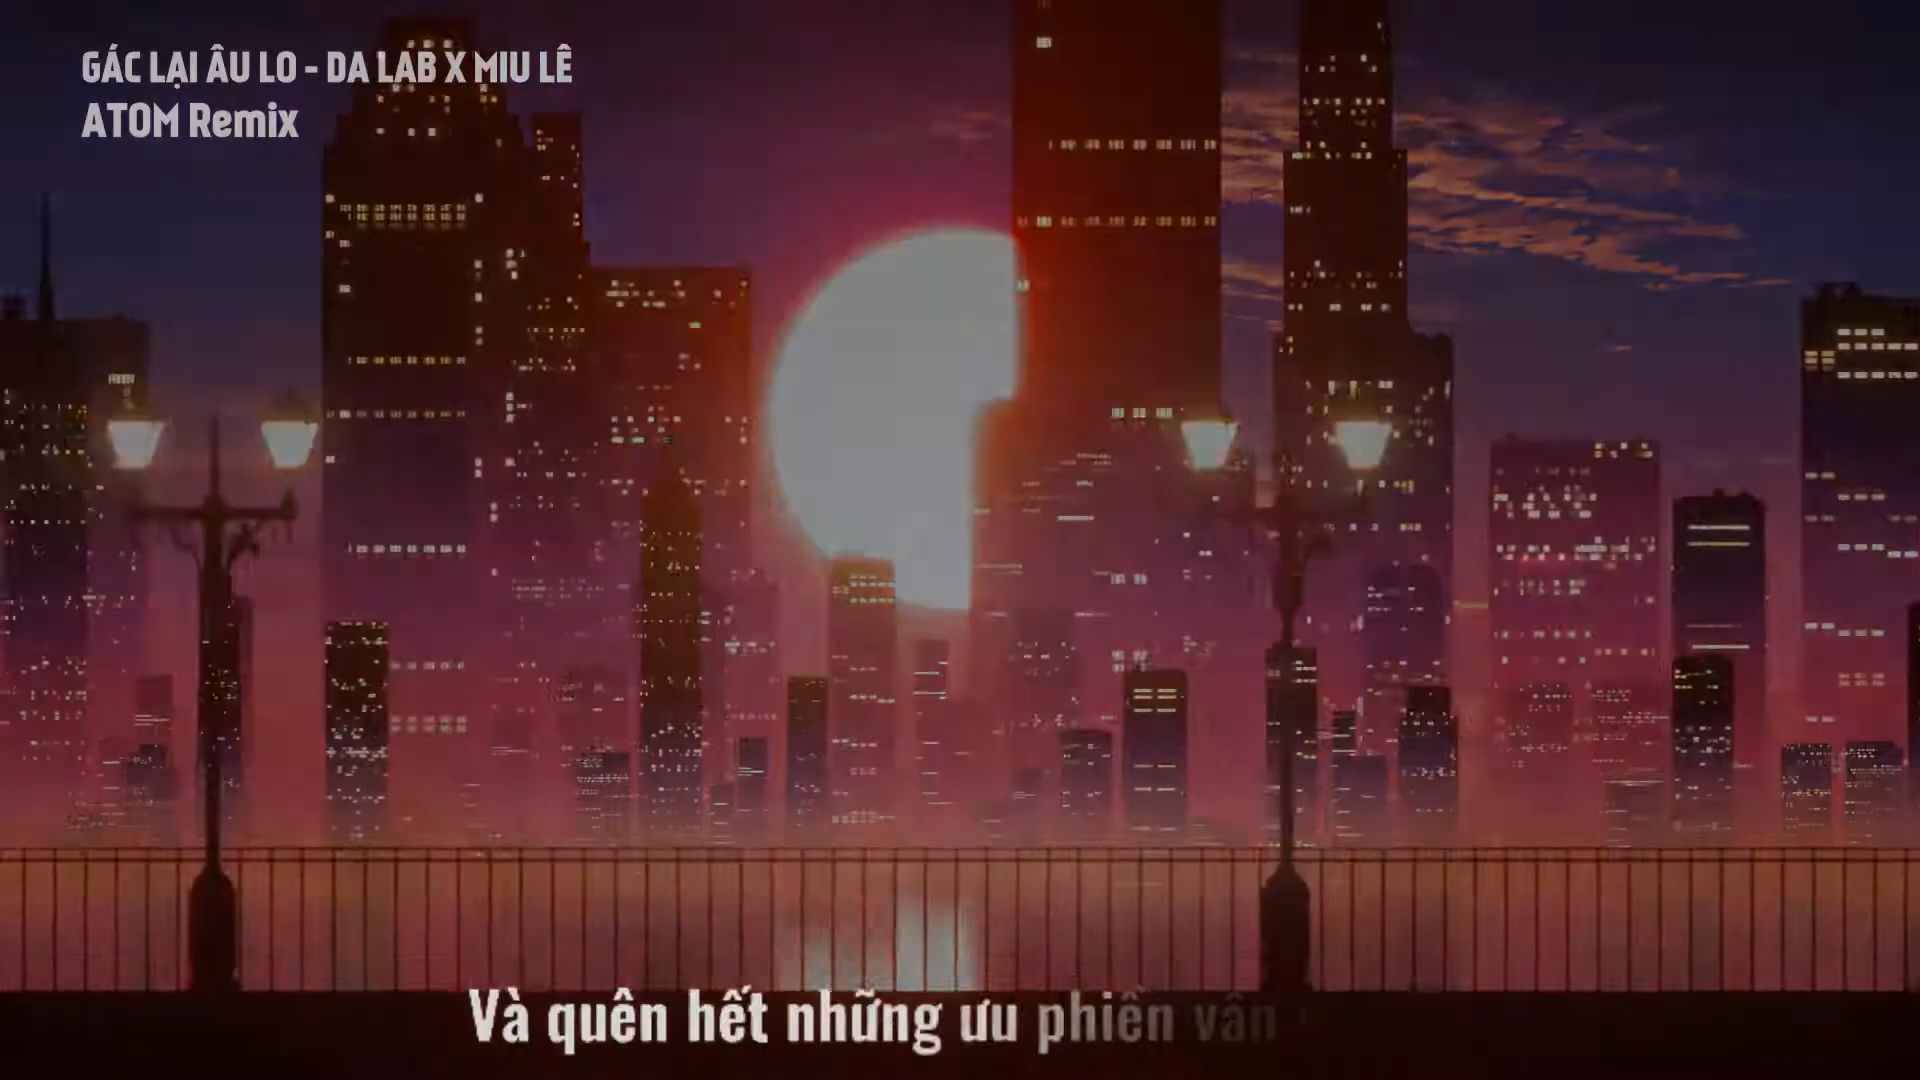 GÁC LẠI ÂU LO - DA LAB X MIU LÊ
ATOM Remix
Và quên hết những ưu phiền vấn